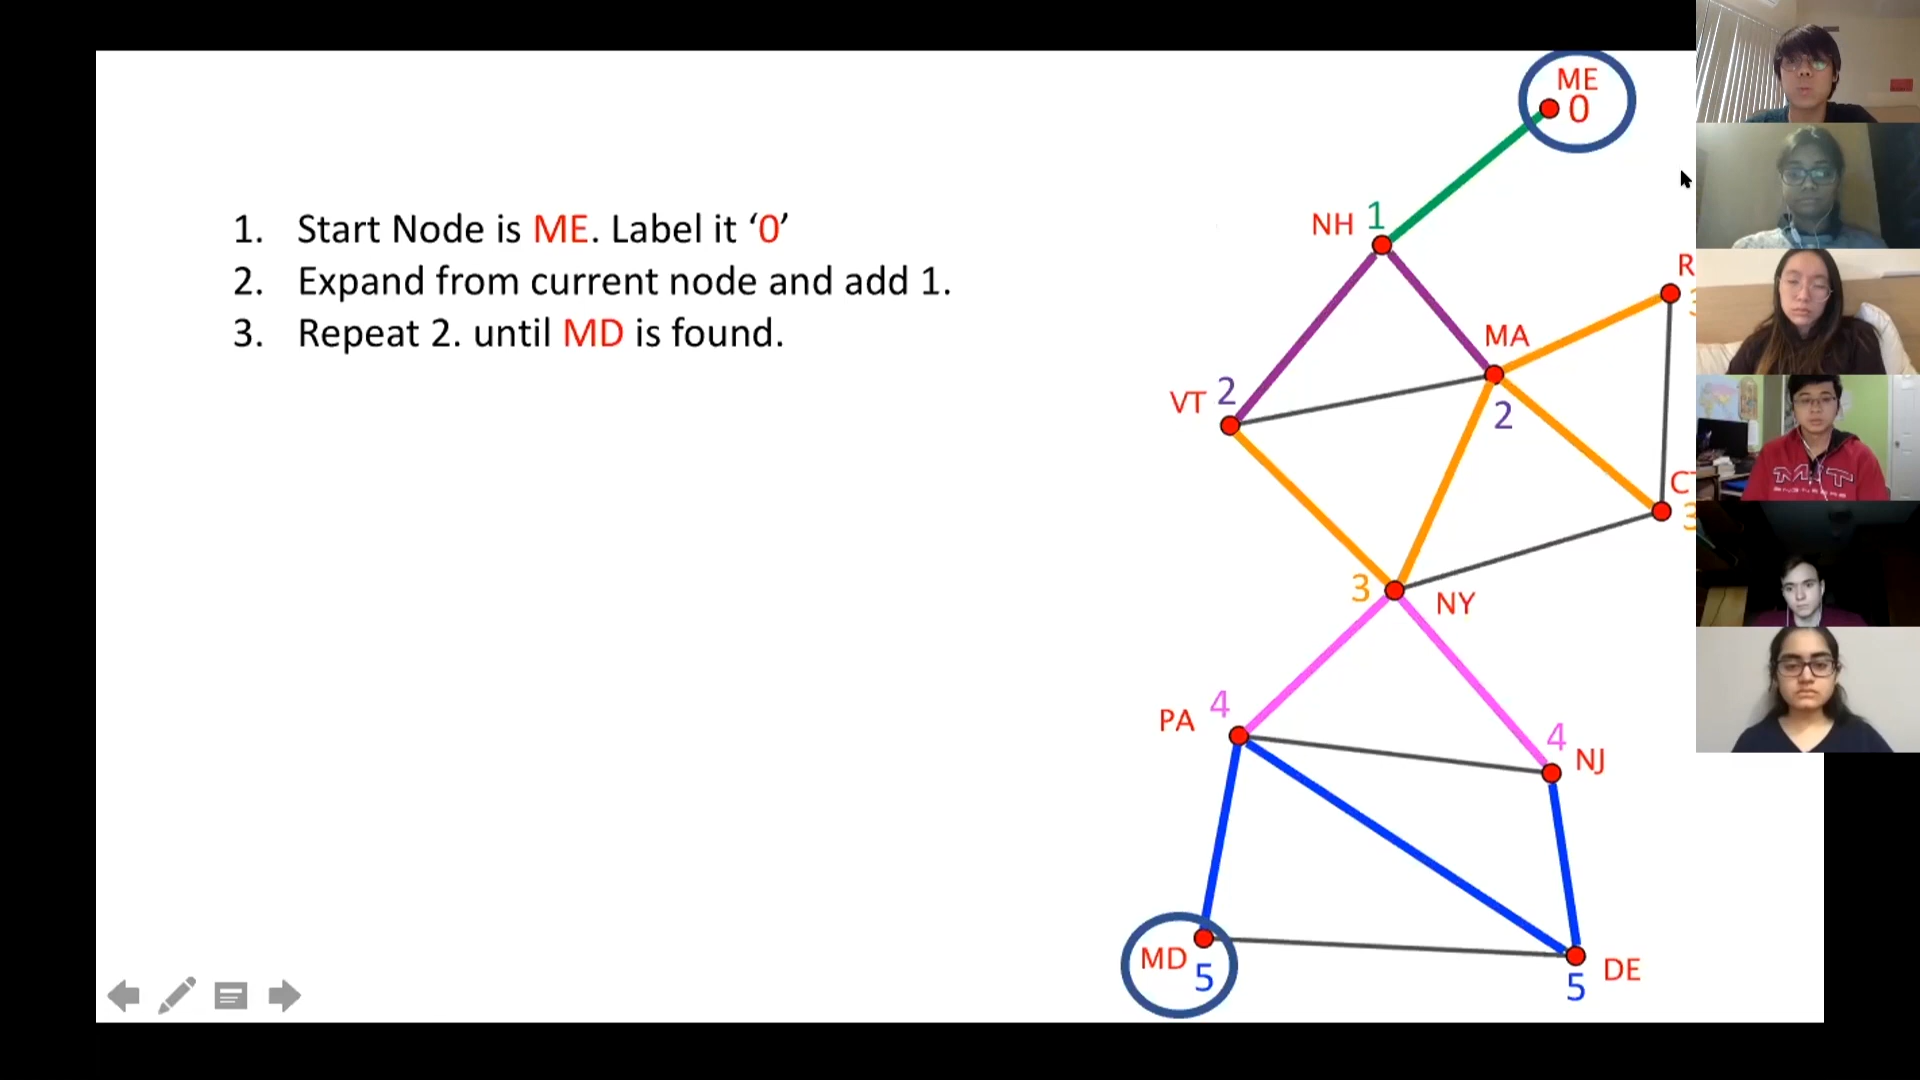 1. Start Node is ME. Label it ‘0’
2. Expand from current node and add 1.
3. Repeat 2. until MD is found.
ME
0
NH 1
R
MA
VT 2
2
C
3
3
NY
PA 4
4
NJ
MD
5
DE
5